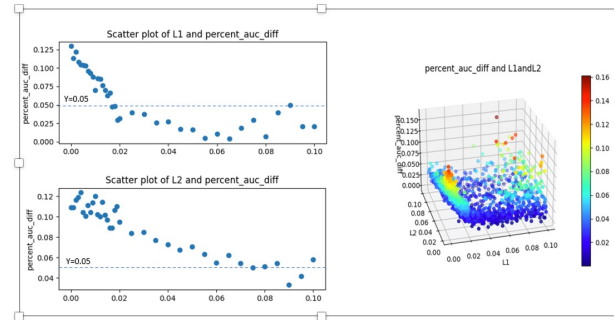 Scatter plot of L1 and percent_auc_diff
percent_auc_diff
0.125
0.100
0.075
0.050
0.025
0.000
Y=0.05
0.00 0.02 0.04 0.06 0.08 0.10
Scatter plot of L2 and percent_auc_diff
percent_auc_diff
0.12
0.10
0.08
0.06
0.04
Y=0.05
0.00 0.02 0.04 0.06 0.08 0.10
percent_auc_diff and L1andL2
percent_auc_diff
0.150
0.125
0.100
0.075
0.050
0.025
0.000
0.10
0.08
0.06
0.04
0.02
0.00
L2
0.00 0.02 0.04 0.06 0.08 0.10
L1
0.16
0.14
0.12
0.10
0.08
0.06
0.04
0.02